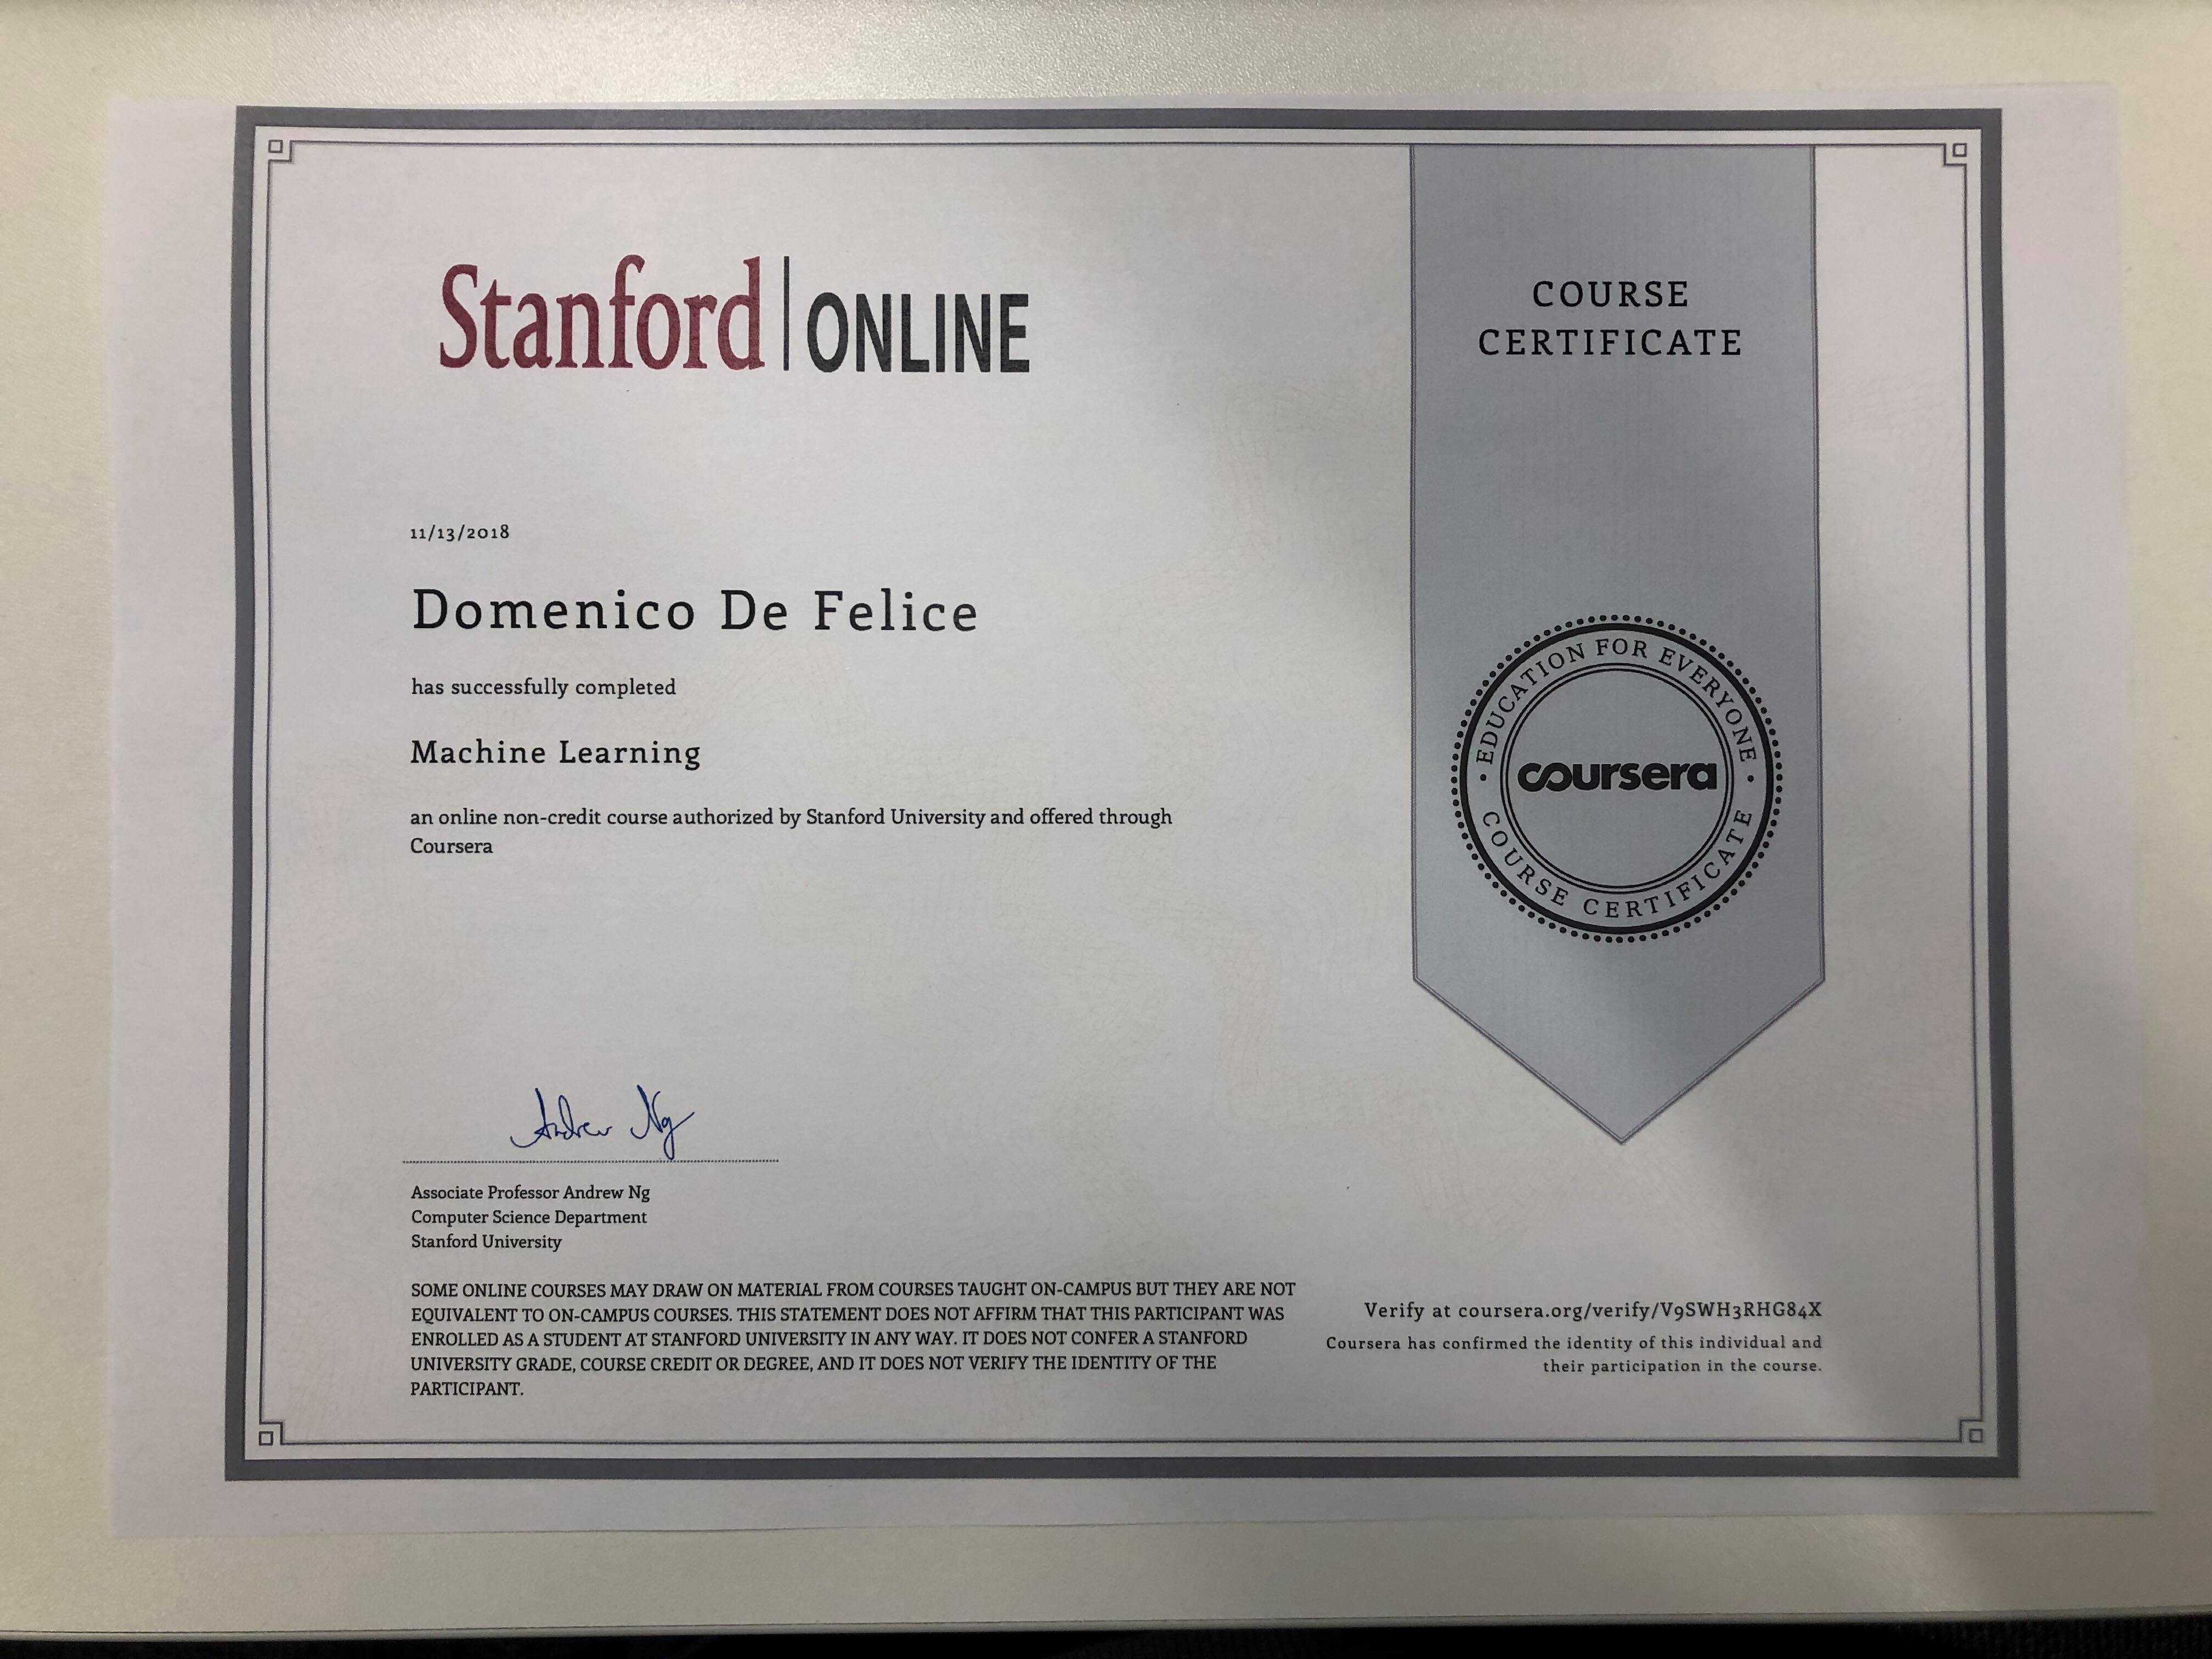 Stanford | ONLINE
COURSE
CERTIFICATE
11/13/2018
Domenico De Felice
has successfully completed
Machine Learning
an online non-credit course authorized by Stanford University and offered through
Coursera
EDUCATION FOR EVERYONE
coursera
COURSE CERTIFICATE
Andrew Ng
Associate Professor Andrew Ng
Computer Science Department
Stanford University
SOME ONLINE COURSES MAY DRAW ON MATERIAL FROM COURSES TAUGHT ON-CAMPUS BUT THEY ARE NOT
EQUIVALENT TO ON-CAMPUS COURSES. THIS STATEMENT DOES NOT AFFIRM THAT THIS PARTICIPANT WAS
ENROLLED AS A STUDENT AT STANFORD UNIVERSITY IN ANY WAY. IT DOES NOT CONFER A STANFORD
UNIVERSITY GRADE, COURSE CREDIT OR DEGREE, AND IT DOES NOT VERIFY THE IDENTITY OF THE
PARTICIPANT.
Verify at coursera.org/verify/V9SWH3RHG84X
Coursera has confirmed the identity of this individual and
their participation in the course.